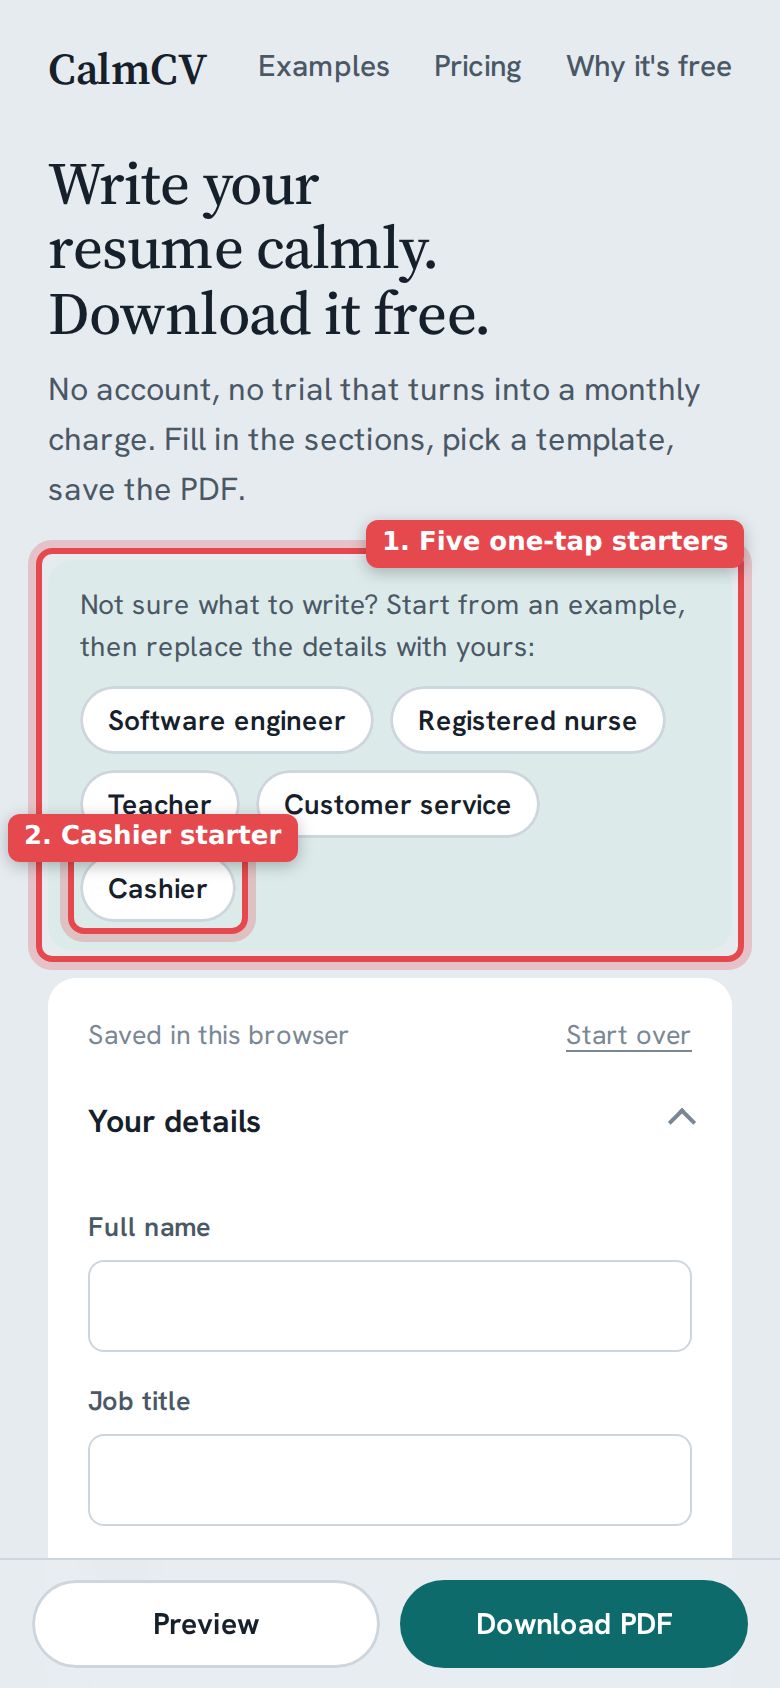 CalmCV Examples Pricing Why it's free
Write your
resume calmly.
Download it free.
No account, no trial that turns into a monthly
charge. Fill in the sections, pick a template,
save the PDF.
1. Five one-tap starters
Not sure what to write? Start from an example,
then replace the details with yours:
Software engineer Registered nurse
Teacher Customer service
2. Cashier starter
Cashier
Saved in this browser Start over
Your details
Full name
Job title
Preview Download PDF